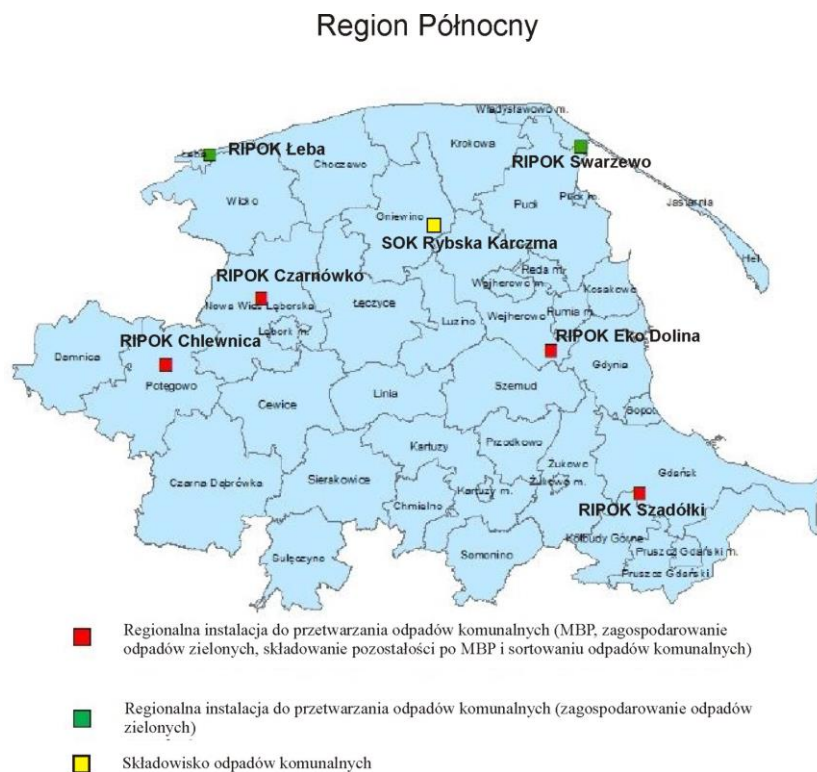 Region Północny
Władysławowo m.
Krokowa
Łeba
RIPOK Łeba
Choczewo
RIPOK Swarzewo
Wicko
Puck m.
Jastarnia
Gniewino
Puck
SOK Rybska Karczma
Hel
RIPOK Czarnówko
Reda m.
Wejherowo m.
Kosakowo
Nowa Wieś Lęborska
Łęczyce
Rumia m.
Luzino
Wejherowo
RIPOK Chlewnica
Lębork m.
RIPOK Eko Dolina
Damnica
Gdynia
Potęgowo
Linia
Szemud
Cewice
Sopot
Kartuzy
Przodkowo
Żukowo
Gdańsk
Czarna Dąbrówka
Sierakowice
Kartuzy m.
Żukowo m.
Chmielno
RIPOK Szadółki
Kolbudy Górne
Sulęczyno
Somonino
Pruszcz Gdański m.
Pruszcz Gdański
Regionalna instalacja do przetwarzania odpadów komunalnych (MBP, zagospodarowanie
odpadów zielonych, składowanie pozostałości po MBP i sortowaniu odpadów komunalnych)
Regionalna instalacja do przetwarzania odpadów komunalnych (zagospodarowanie odpadów
zielonych)
Składowisko odpadów komunalnych